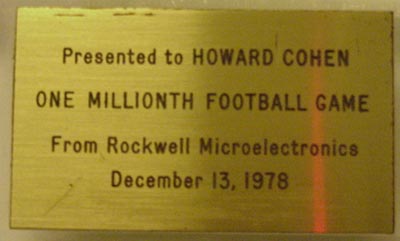 Presented to HOWARD COHEN
ONE MILLIONTH FOOTBALL GAME
From Rockwell Microelectronics
December 13, 1978